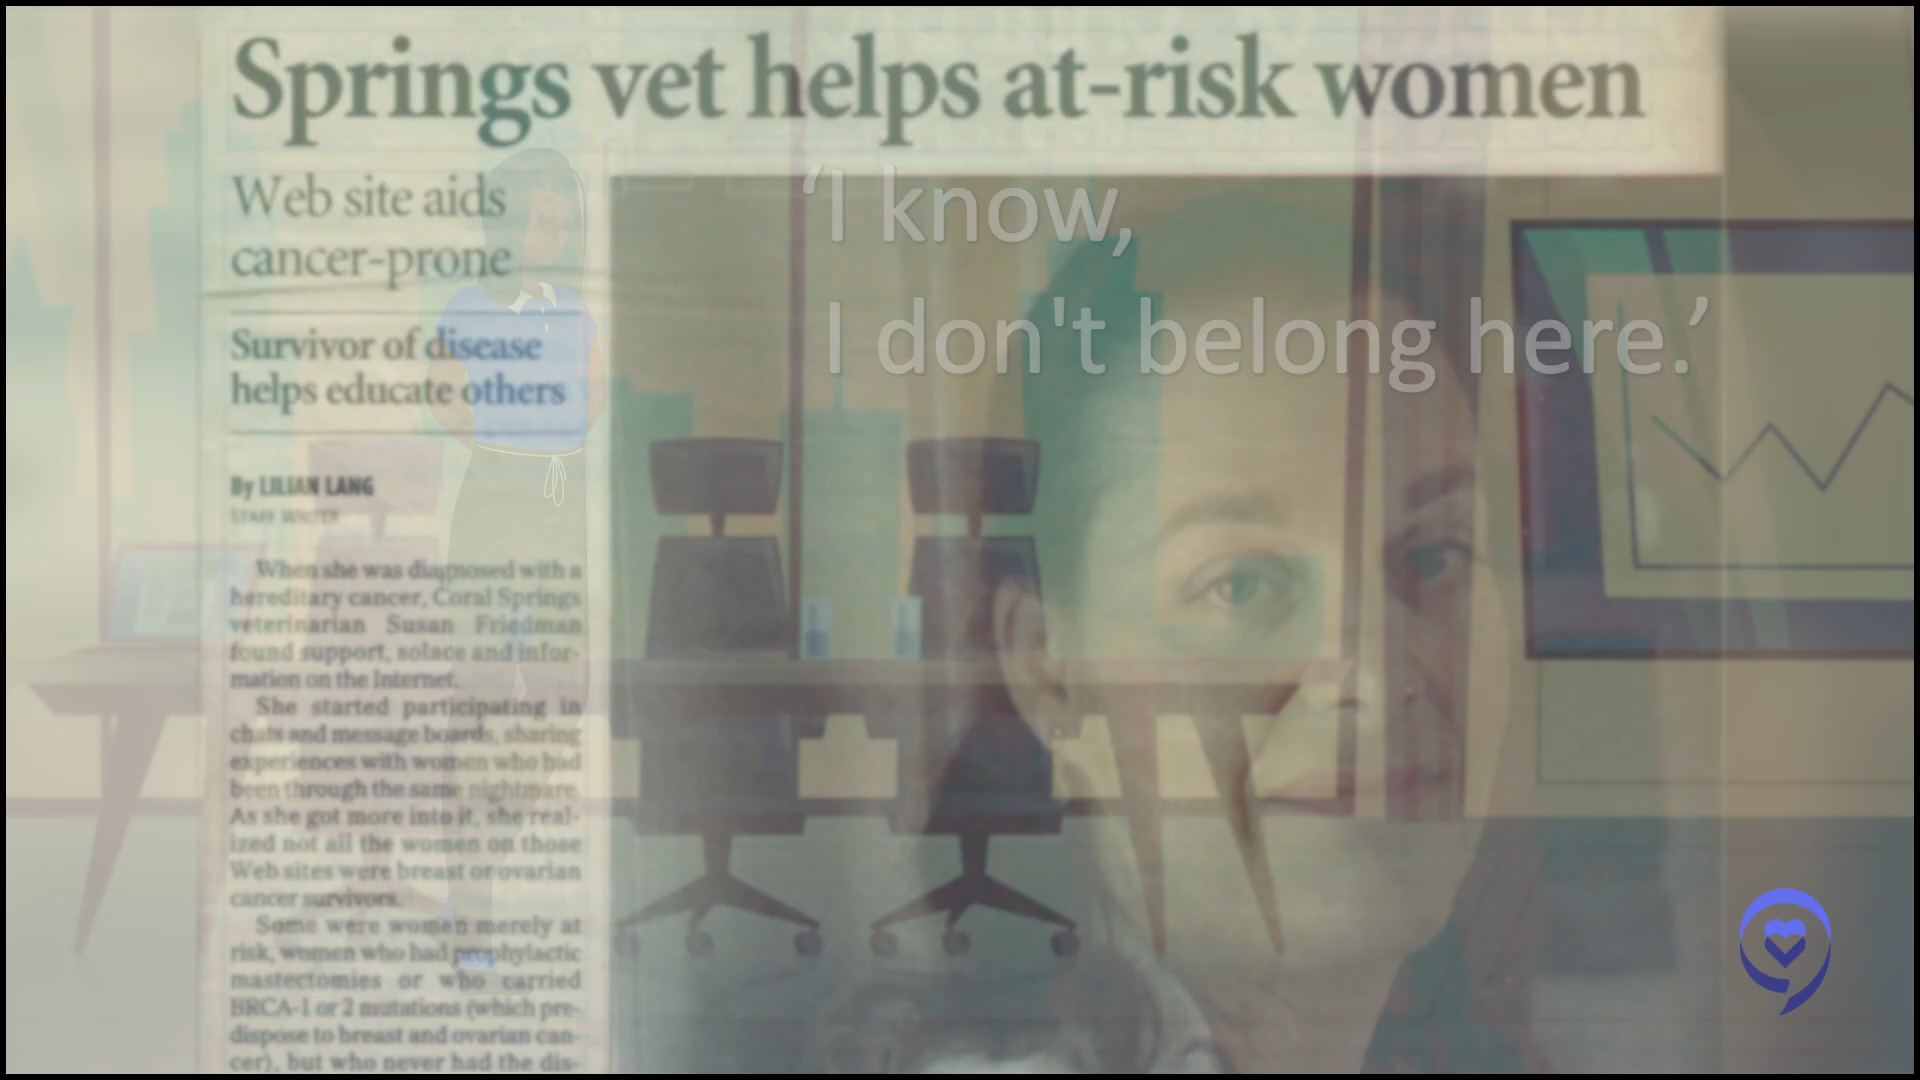 Springs vet helps at-risk women
Web site aids
cancer-prone
Survivor of disease
helps educate others
By LILIAN LANG
STAFF WRITER
When she was diagnosed with a
hereditary cancer, Coral Springs
veterinarian Susan Friedman
found support, solace and infor-
mation on the Internet.
She started participating in
chats and message boards, sharing
experiences with women who had
been through the same nightmare.
As she got more into it, she real-
ized not all the women on those
Web sites were breast or ovarian
cancer survivors.
Some were women merely at
risk, women who had prophylactic
mastectomies or who carried
BRCA-1 or 2 mutations (which pre-
dispose to breast and ovarian can-
cer), but who never had the dis-
‘I know,
I don't belong here.’